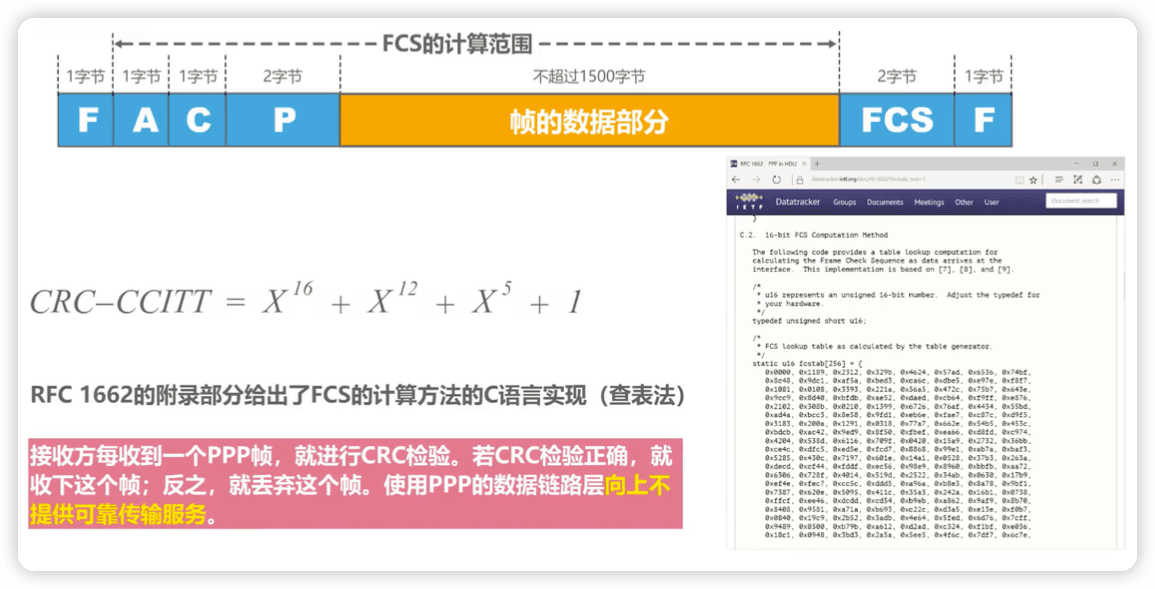 FCS的计算范围
1字节 1字节 1字节 2字节 不超过1500字节 2字节 1字节
F A C P 帧的数据部分 FCS F
CRC-CCITT = X^16 + X^12 + X^5 + 1
RFC 1662的附录部分给出了FCS的计算方法的C语言实现（查表法）
接收方每收到一个PPP帧，就进行CRC检验。若CRC检验正确，就
收下这个帧；反之，就丢弃这个帧。使用PPP的数据链路层向上不
提供可靠传输服务。
RFC 1662 - PPP in HDLC
IETF
Datatracker Groups Documents Meetings Other User Document search
}
C.2. 16-bit FCS Computation Method
The following code provides a table lookup computation for
calculating the Frame Check Sequence as data arrives at the
interface. This implementation is based on [7], [8], and [9].
/*
* u16 represents an unsigned 16-bit number. Adjust the typedef for
* your hardware.
*/
typedef unsigned short u16;
/*
* FCS lookup table as calculated by the table generator.
*/
static u16 fcstab[256] = {
0x0000, 0x1189, 0x2312, 0x329b, 0x4624, 0x57ad, 0x6536, 0x74bf,
0x8c48, 0x9dc1, 0xaf5a, 0xbed3, 0xca6c, 0xdbe5, 0xe97e, 0xf8f7,
0x1081, 0x0108, 0x3393, 0x221a, 0x56a5, 0x472c, 0x75b7, 0x643e,
0x9cc9, 0x8d40, 0xbfdb, 0xae52, 0xdaed, 0xcb64, 0xf9ff, 0xe876,
0x2102, 0x308b, 0x0210, 0x1399, 0x6726, 0x76af, 0x4434, 0x55bd,
0xad4a, 0xbcc3, 0x8e58, 0x9fd1, 0xeb6e, 0xfae7, 0xc87c, 0xd9f5,
0x3183, 0x200a, 0x1291, 0x0318, 0x77a7, 0x662e, 0x54b5, 0x453c,
0xbdcb, 0xac42, 0x9ed9, 0x8f50, 0xfbef, 0xea66, 0xd8fd, 0xc974,
0x4204, 0x538d, 0x6116, 0x709f, 0x0420, 0x15a9, 0x2732, 0x36bb,
0xce4c, 0xdfc5, 0xed5e, 0xfcd7, 0x8868, 0x99e1, 0xab7a, 0xbaf3,
0x5285, 0x430c, 0x7197, 0x601e, 0x14a1, 0x0528, 0x37b3, 0x263a,
0xdecd, 0xcf44, 0xfddf, 0xec56, 0x98e9, 0x8960, 0xbbfb, 0xaa72,
0x6306, 0x728f, 0x4014, 0x519d, 0x2522, 0x34ab, 0x0630, 0x17b9,
0xef4e, 0xfec7, 0xcc5c, 0xddd5, 0xa96a, 0xb8e3, 0x8a78, 0x9bf1,
0x7387, 0x620e, 0x5095, 0x411c, 0x35a3, 0x242a, 0x16b1, 0x0738,
0xffcf, 0xee46, 0xdcdd, 0xcd54, 0xb9eb, 0xa862, 0x9af9, 0x8b70,
0x8408, 0x9581, 0xa71a, 0xb693, 0xc22c, 0xd3a5, 0xe13e, 0xf0b7,
0x0840, 0x19c9, 0x2b52, 0x3adb, 0x4e64, 0x5fed, 0x6d76, 0x7cff,
0x9489, 0x8500, 0xb79b, 0xa612, 0xd2ad, 0xc324, 0xf1bf, 0xe036,
0x18c1, 0x0948, 0x3bd3, 0x2a5a, 0x5ee5, 0x4f6c, 0x7df7, 0x6c7e,